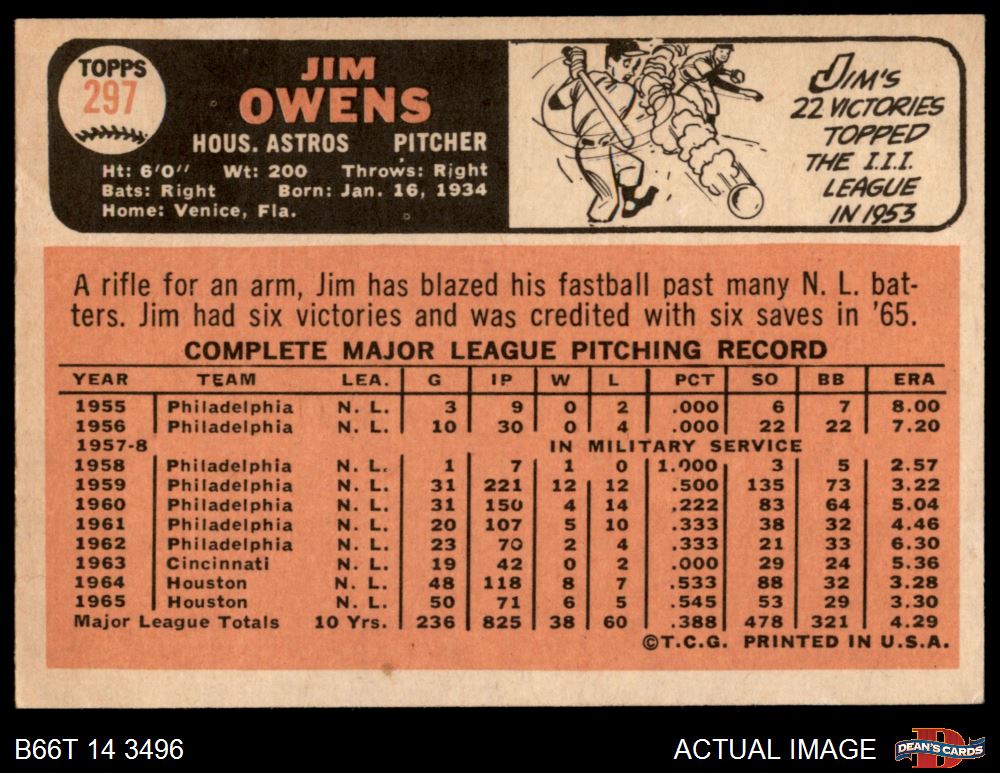 TOPPS
297
JIM
OWENS
HOUS. ASTROS PITCHER
Ht: 6'0" Wt: 200 Throws: Right
Bats: Right Born: Jan. 16, 1934
Home: Venice, Fla.
JIM'S
22 VICTORIES
TOPPED
THE I.I.I.
LEAGUE
IN 1953
A rifle for an arm, Jim has blazed his fastball past many N. L. bat-
ters. Jim had six victories and was credited with six saves in '65.
COMPLETE MAJOR LEAGUE PITCHING RECORD
YEAR TEAM LEA. G IP W L PCT SO BB ERA
1955 Philadelphia N. L. 3 9 0 2 .000 6 7 8.00
1956 Philadelphia N. L. 10 30 0 4 .000 22 22 7.20
1957-8 IN MILITARY SERVICE
1958 Philadelphia N. L. 1 7 1 0 1.000 3 5 2.57
1959 Philadelphia N. L. 31 221 12 12 .500 135 73 3.22
1960 Philadelphia N. L. 31 150 4 14 .222 83 64 5.04
1961 Philadelphia N. L. 20 107 5 10 .333 38 32 4.46
1962 Philadelphia N. L. 23 70 2 4 .333 21 33 6.30
1963 Cincinnati N. L. 19 42 0 2 .000 29 24 5.36
1964 Houston N. L. 48 118 8 7 .533 88 32 3.28
1965 Houston N. L. 50 71 6 5 .545 53 29 3.30
Major League Totals 10 Yrs. 236 825 38 60 .388 478 321 4.29
©T.C.G. PRINTED IN U.S.A.
B66T 14 3496
ACTUAL IMAGE
D
DEAN'S CARDS